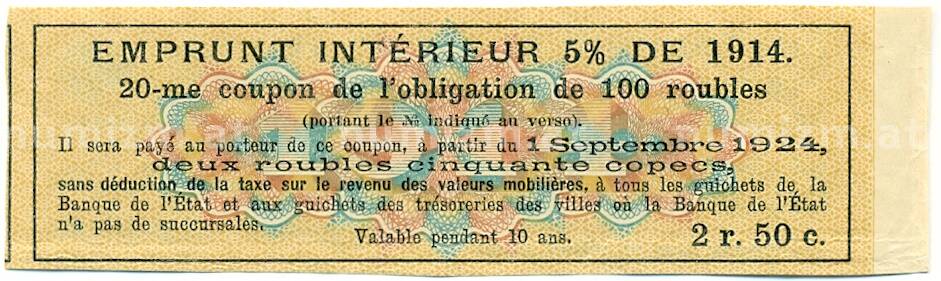 EMPRUNT INTÉRIEUR 5% DE 1914.
20-me coupon de l'obligation de 100 roubles
(portant le № indiqué au verso).
Il sera payé au porteur de ce coupon, à partir du 1 Septembre 1924,
deux roubles cinquante copecs,
sans déduction de la taxe sur le revenu des valeurs mobilières, à tous les guichets de la
Banque de l'État et aux guichets des trésoreries des villes où la Banque de l'État
n'a pas de succursales.
Valable pendant 10 ans.
2 r. 50 c.